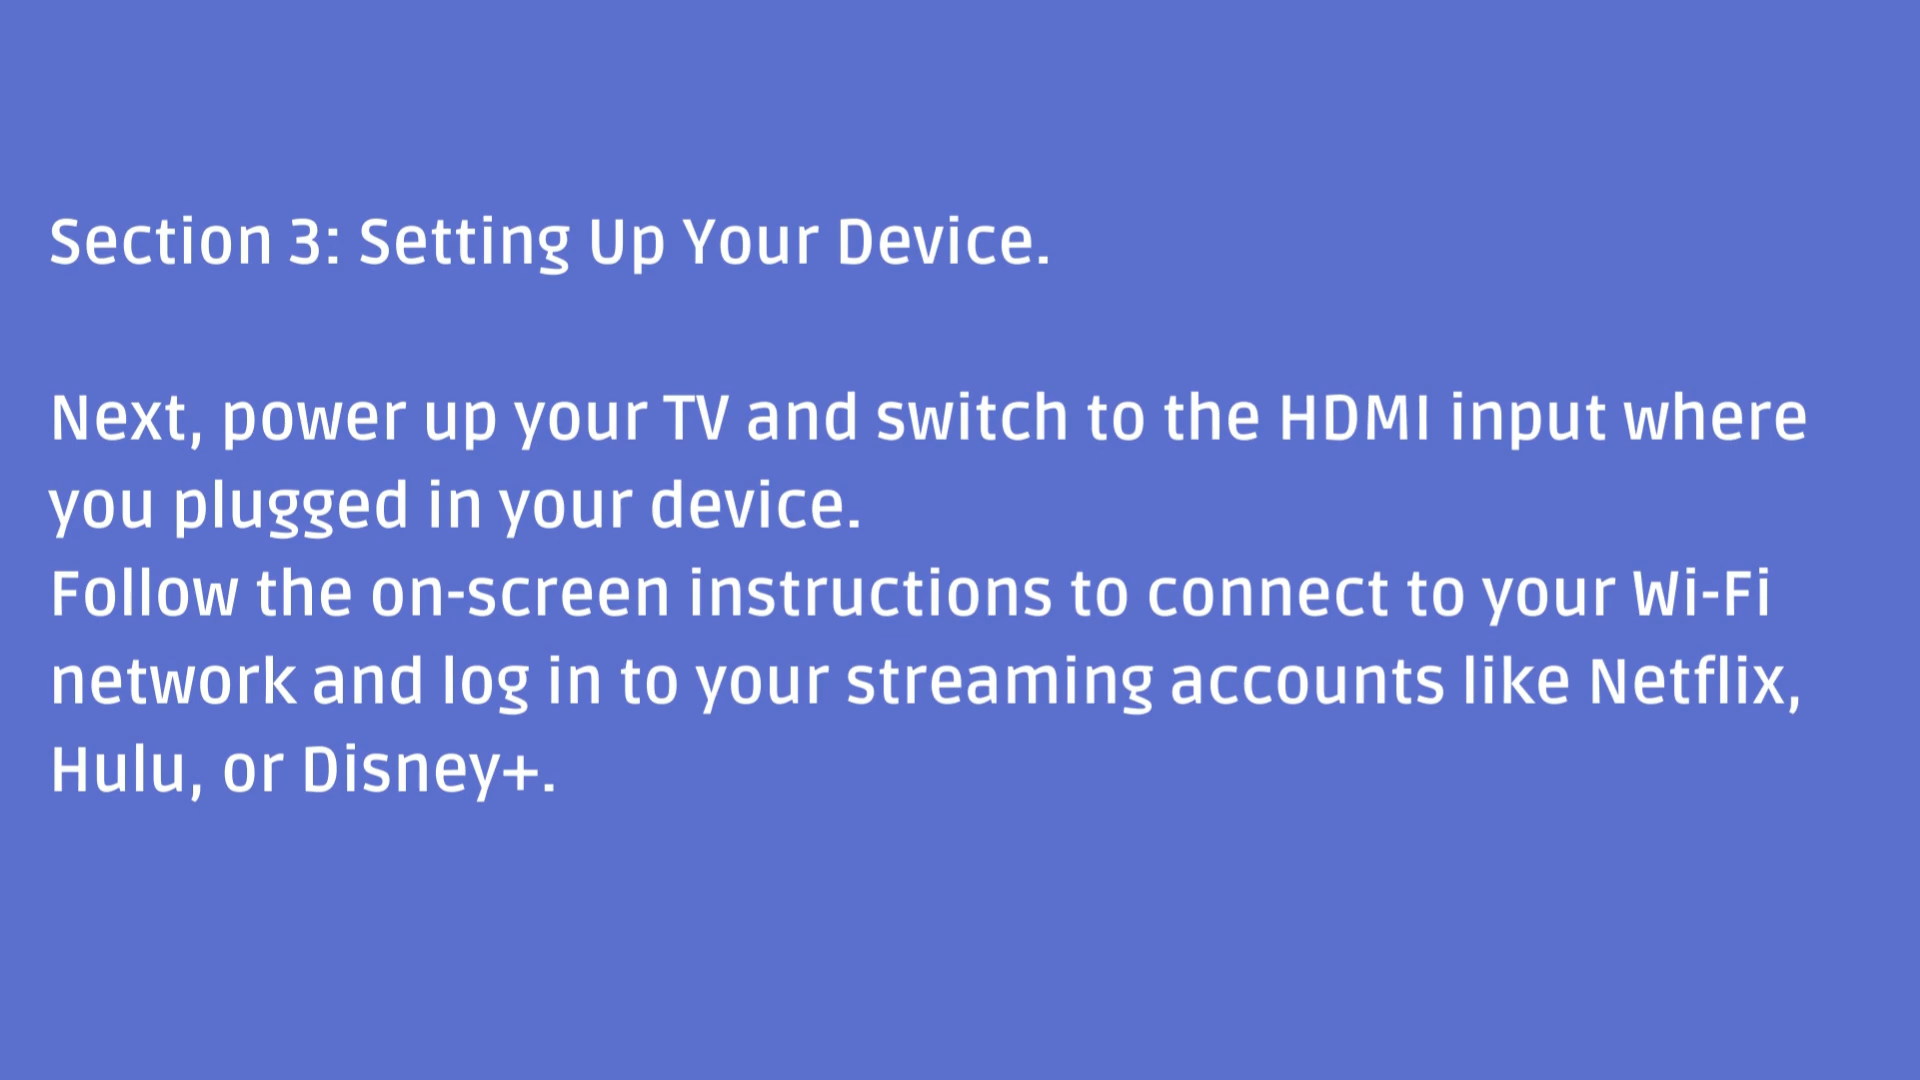 Section 3: Setting Up Your Device.
Next, power up your TV and switch to the HDMI input where
you plugged in your device.
Follow the on-screen instructions to connect to your Wi-Fi
network and log in to your streaming accounts like Netflix,
Hulu, or Disney+.